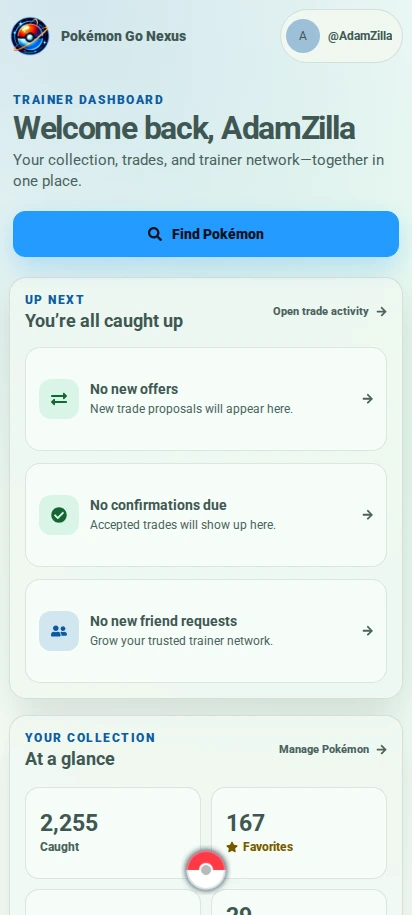 Pokémon Go Nexus
A
@AdamZilla
TRAINER DASHBOARD
Welcome back, AdamZilla
Your collection, trades, and trainer network—together in
one place.
Find Pokémon
UP NEXT
You’re all caught up
Open trade activity
No new offers
New trade proposals will appear here.
No confirmations due
Accepted trades will show up here.
No new friend requests
Grow your trusted trainer network.
YOUR COLLECTION
At a glance
Manage Pokémon
2,255
Caught
167
Favorites